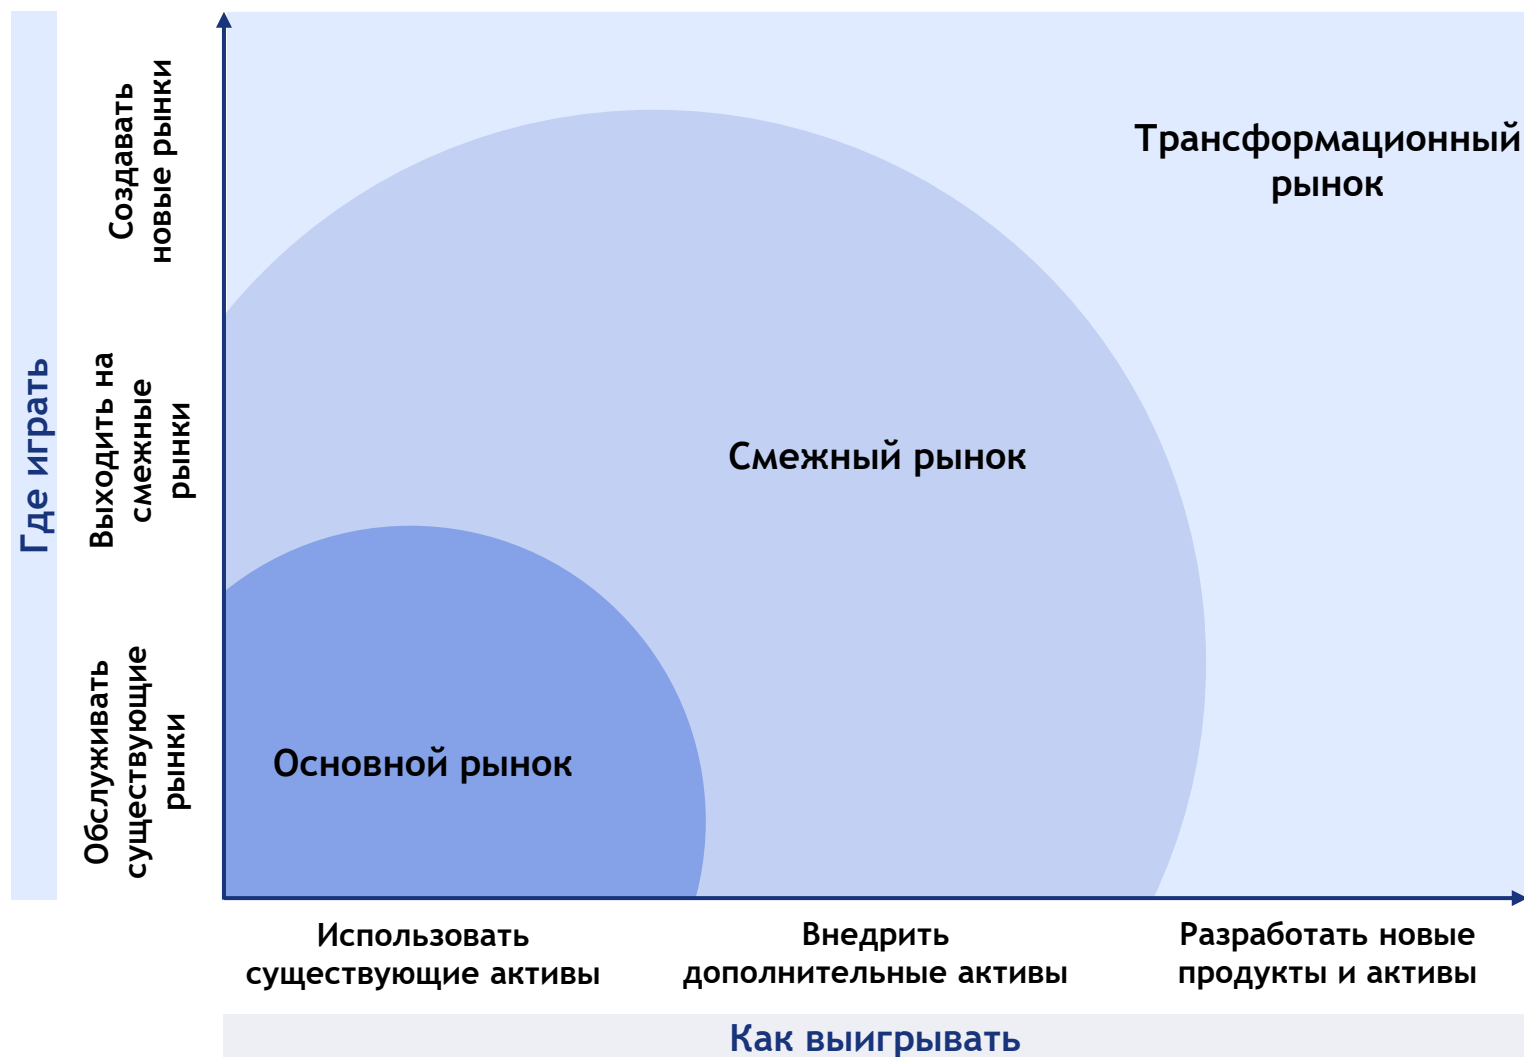 Где играть
Создавать
новые рынки
Выходить на
смежные
рынки
Обслуживать
существующие
рынки
Трансформационный
рынок
Смежный рынок
Основной рынок
Использовать
существующие активы
Внедрить
дополнительные активы
Разработать новые
продукты и активы
Как выигрывать